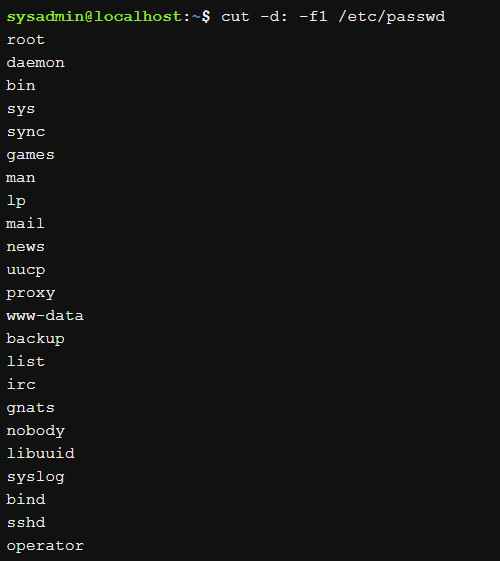 sysadmin@localhost:~$ cut -d: -f1 /etc/passwd
root
daemon
bin
sys
sync
games
man
lp
mail
news
uucp
proxy
www-data
backup
list
irc
gnats
nobody
libuuid
syslog
bind
sshd
operator